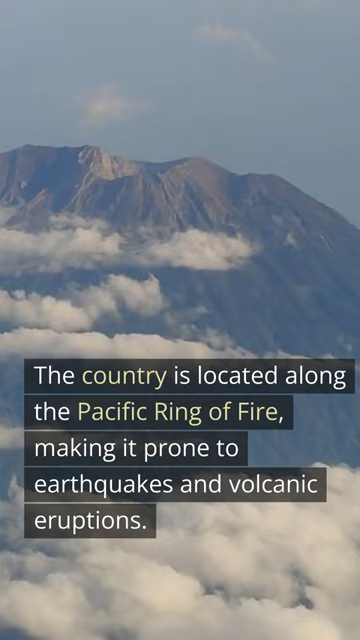 The country is located along
the Pacific Ring of Fire,
making it prone to
earthquakes and volcanic
eruptions.